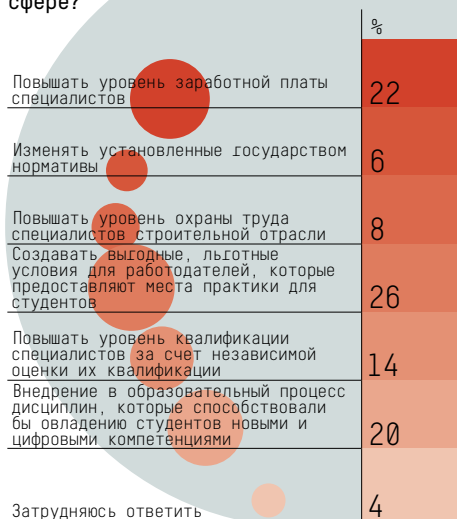 сфере?
%
Повышать уровень заработной платы
специалистов
22
Изменять установленные государством
нормативы
6
Повышать уровень охраны труда
специалистов строительной отрасли
8
Создавать выгодные, льготные
условия для работодателей, которые
предоставляют места практики для
студентов
26
Повышать уровень квалификации
специалистов за счет независимой
оценки их квалификации
14
Внедрение в образовательный процесс
дисциплин, которые способствовали
бы овладению студентов новыми и
цифровыми компетенциями
20
Затрудняюсь ответить
4